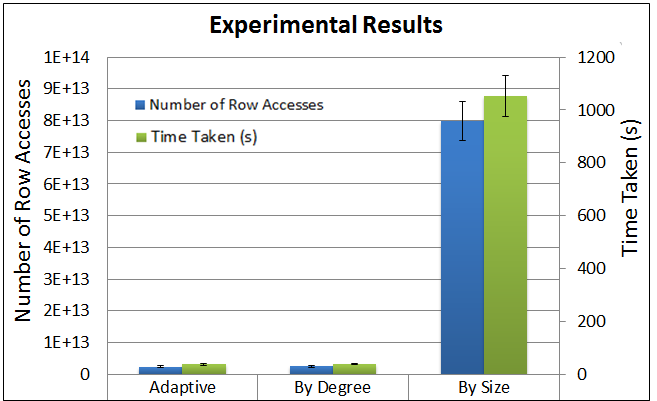 Experimental Results
Number of Row Accesses
1E+14
9E+13
8E+13
7E+13
6E+13
5E+13
4E+13
3E+13
2E+13
1E+13
0
Number of Row Accesses
Time Taken (s)
1200
1000
800
600
400
200
0
Time Taken (s)
Adaptive
By Degree
By Size